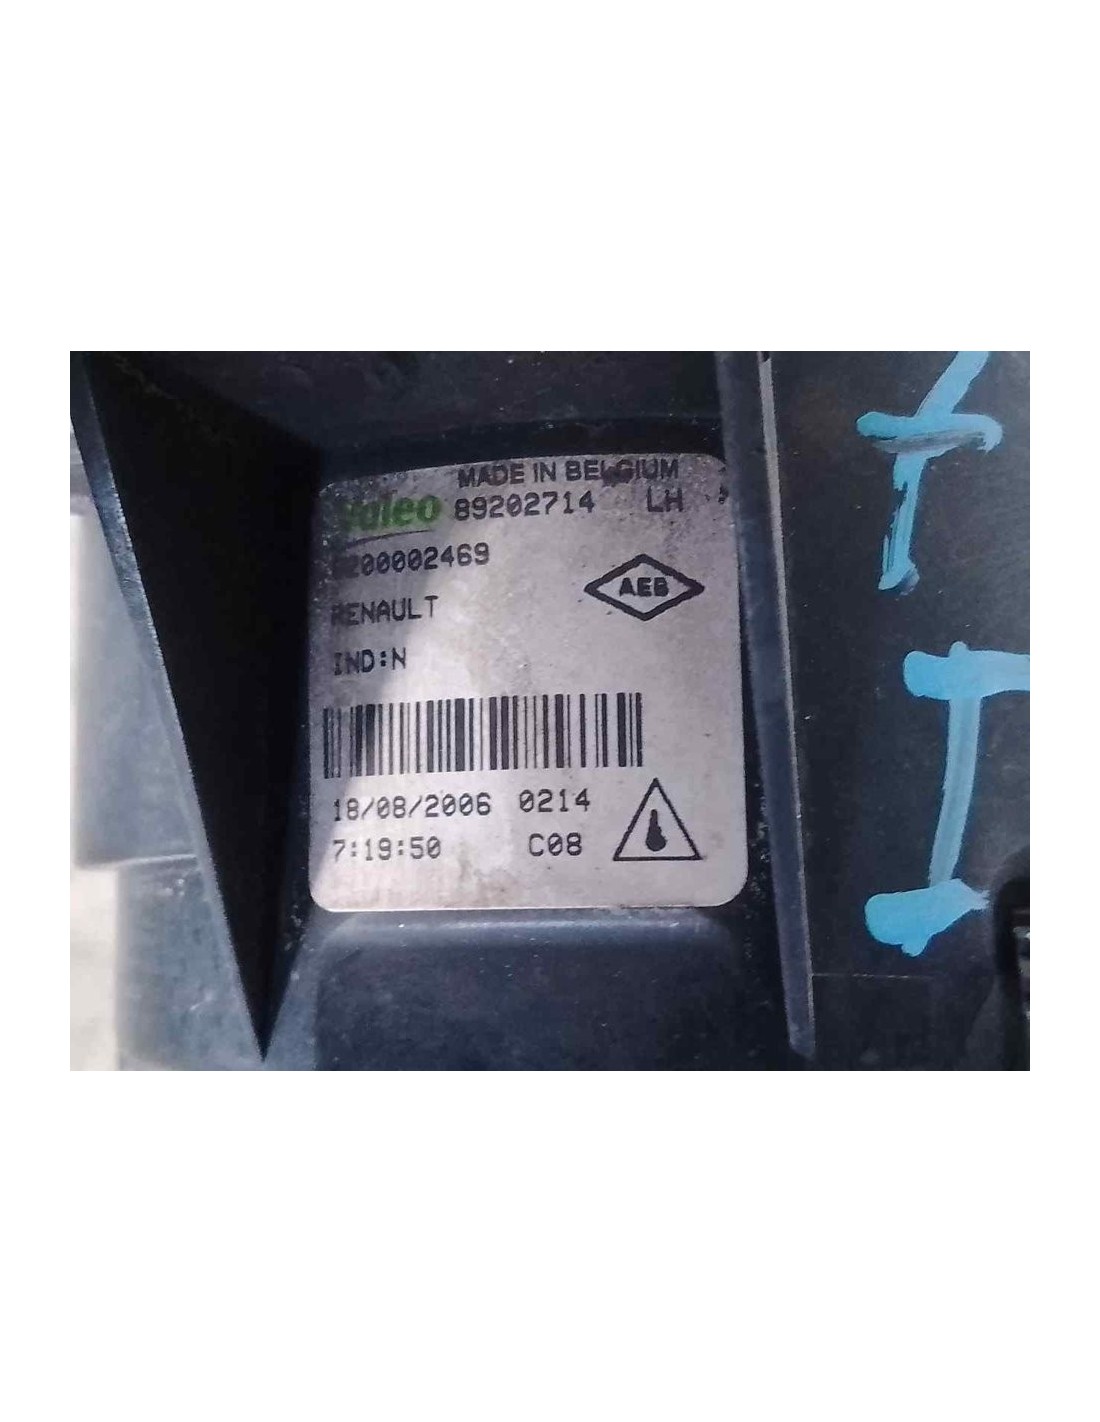 MADE IN BELGIUM
Valeo 89202714 LH
8200002469
AEB
RENAULT
IND:N
18/08/2006 0214
7:19:50 C08